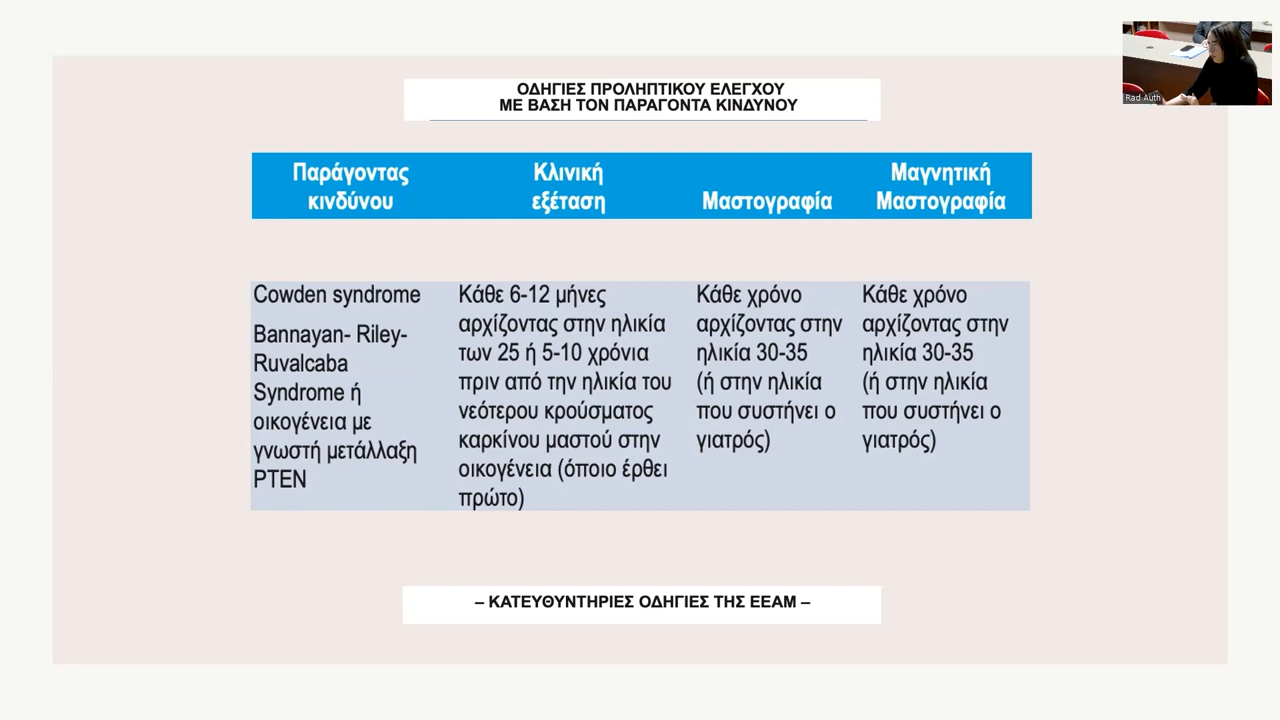 ΟΔΗΓΙΕΣ ΠΡΟΛΗΠΤΙΚΟΥ ΕΛΕΓΧΟΥ
ΜΕ ΒΑΣΗ ΤΟΝ ΠΑΡΑΓΟΝΤΑ ΚΙΝΔΥΝΟΥ
Rad Auth
Παράγοντας
κινδύνου
Κλινική
εξέταση
Μαστογραφία
Μαγνητική
Μαστογραφία
Cowden syndrome
Bannayan- Riley-
Ruvalcaba
Syndrome ή
οικογένεια με
γνωστή μετάλλαξη
PTEN
Κάθε 6-12 μήνες
αρχίζοντας στην ηλικία
των 25 ή 5-10 χρόνια
πριν από την ηλικία του
νεότερου κρούσματος
καρκίνου μαστού στην
οικογένεια (όποιο έρθει
πρώτο)
Κάθε χρόνο
αρχίζοντας στην
ηλικία 30-35
(ή στην ηλικία
που συστήνει ο
γιατρός)
Κάθε χρόνο
αρχίζοντας στην
ηλικία 30-35
(ή στην ηλικία
που συστήνει ο
γιατρός)
– ΚΑΤΕΥΘΥΝΤΗΡΙΕΣ ΟΔΗΓΙΕΣ ΤΗΣ ΕΕΑΜ –